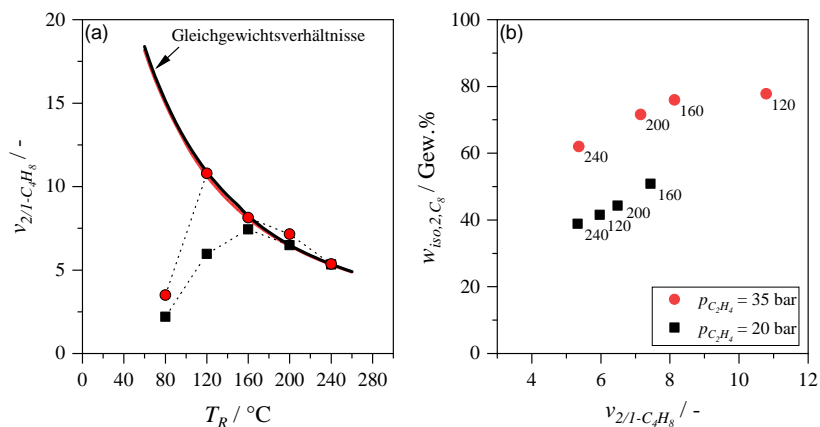 (a)
Gleichgewichtsverhältnisse
20
15
10
5
0
v2/1-C4H8 / -
0 40 80 120 160 200 240 280
TR / °C
(b)
100
80
60
40
20
0
wiso,2,C8 / Gew.%
240
200
160
120
240
120
200
160
pC2H4 = 35 bar
pC2H4 = 20 bar
4 6 8 10 12
v2/1-C4H8 / -